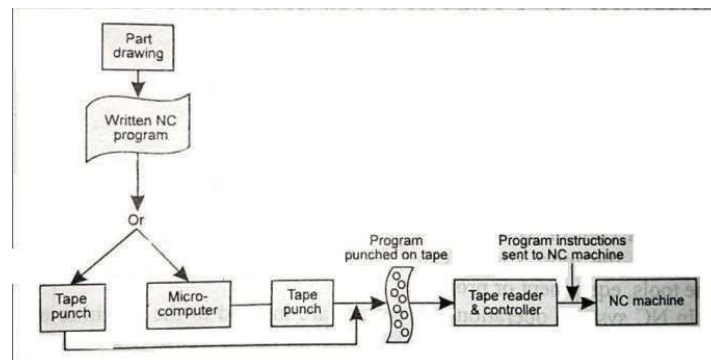 Part
drawing
Written NC
program
Or
Program
punched on tape
Program instructions
sent to NC machine
Tape
punch
Micro-
computer
Tape
punch
Tape reader
& controller
NC machine